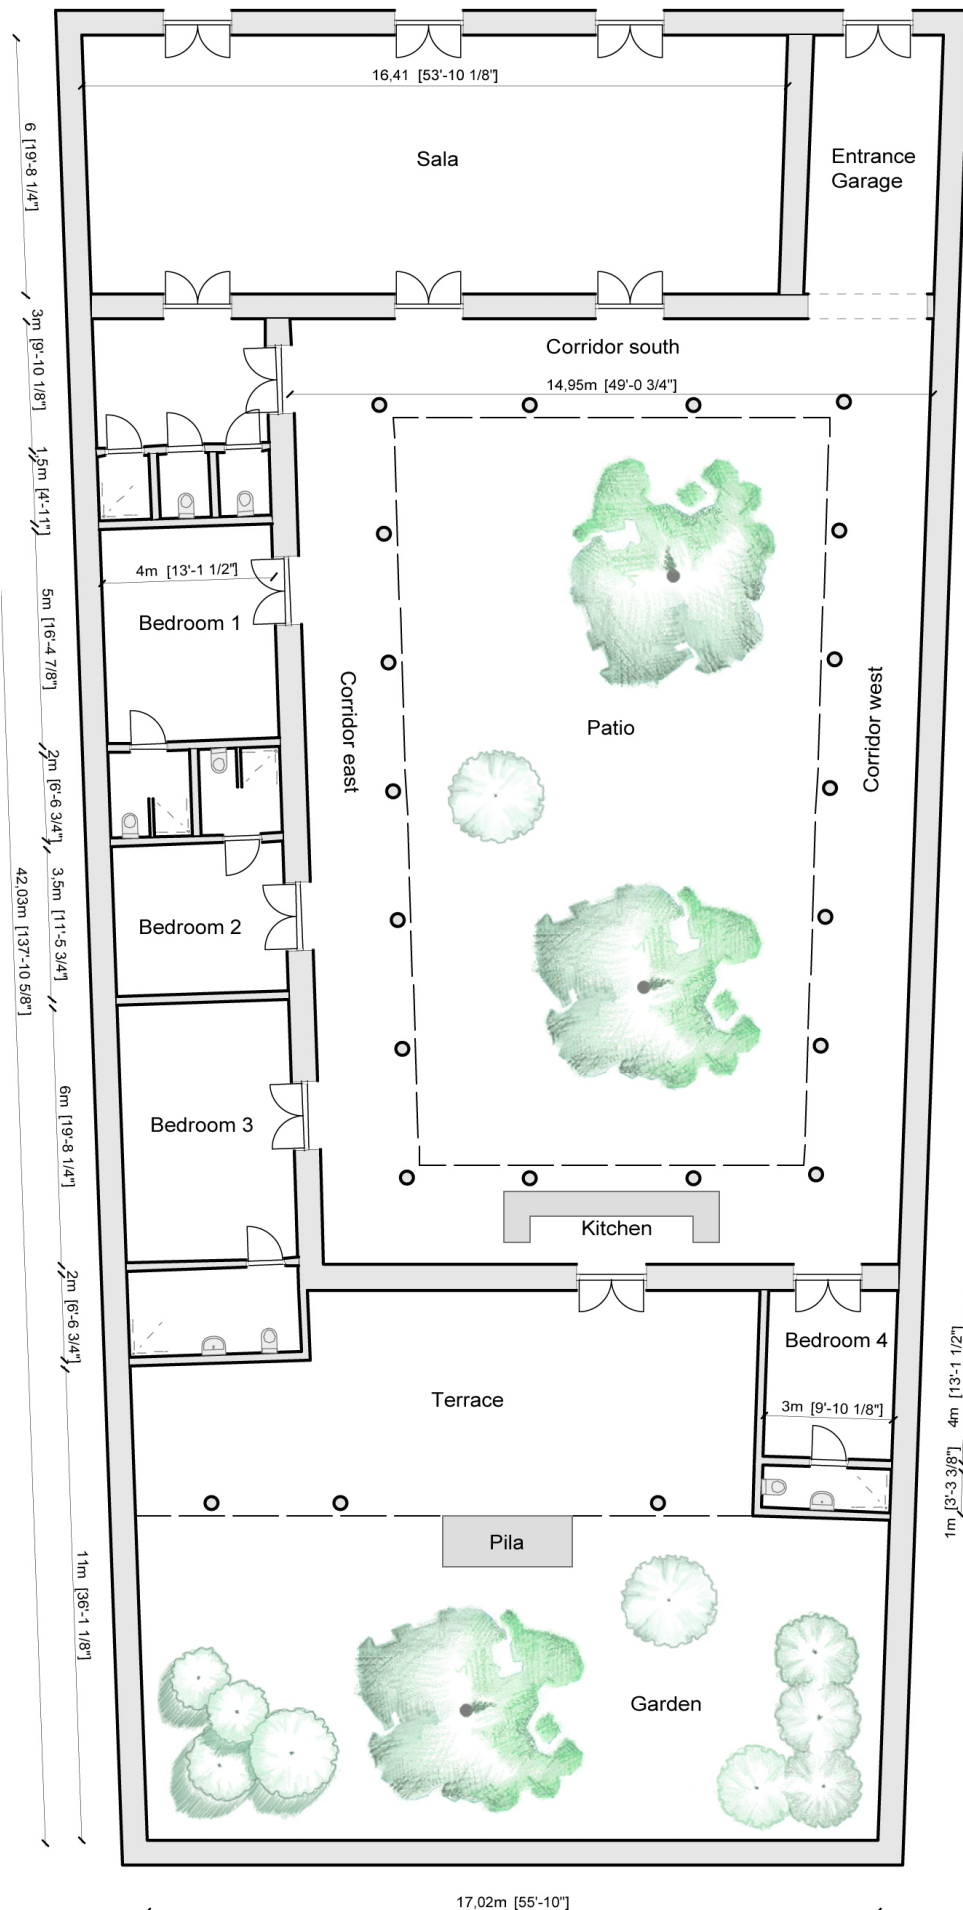 16,41 [53'-10 1/8"]
6 [19'-8 1/4"]
Sala
Entrance
Garage
3m [9'-10 1/8"]
Corridor south
14,95m [49'-0 3/4"]
1,5m [4'-11"]
4m [13'-1 1/2"]
5m [16'-4 7/8"]
Bedroom 1
Corridor east
Patio
Corridor west
2m [6'-6 3/4"]
42,03m [137'-10 5/8"]
3,5m [11'-5 3/4"]
Bedroom 2
6m [19'-8 1/4"]
Bedroom 3
Kitchen
2m [6'-6 3/4"]
Bedroom 4
4m [13'-1 1/2"]
Terrace
3m [9'-10 1/8"]
1m [3'-3 3/8"]
Pila
11m [36'-1 1/8"]
Garden
17,02m [55'-10"]